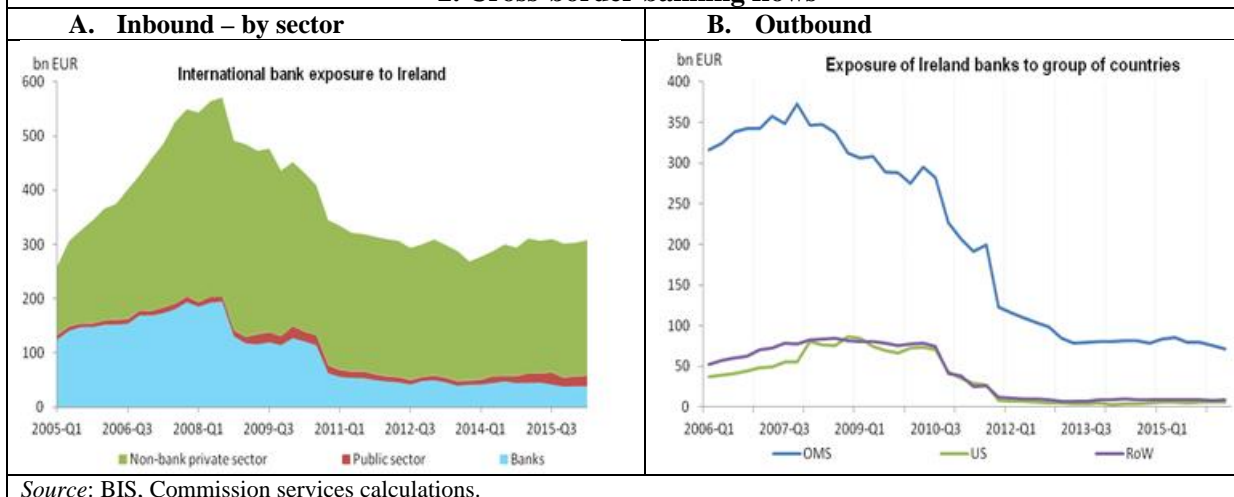 A. Inbound – by sector
B. Outbound
bn EUR
International bank exposure to Ireland
600
500
400
300
200
100
0
2005-Q1 2006-Q3 2008-Q1 2009-Q3 2011-Q1 2012-Q3 2014-Q1 2015-Q3
Non-bank private sector Public sector Banks
bn EUR
Exposure of Ireland banks to group of countries
400
350
300
250
200
150
100
50
0
2006-Q1 2007-Q3 2009-Q1 2010-Q3 2012-Q1 2013-Q3 2015-Q1
OMS US RoW
Source: BIS, Commission services calculations.